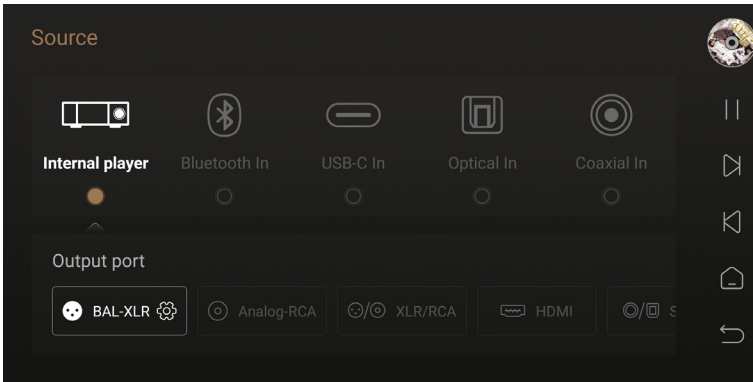 Source
Internal player
Bluetooth In
USB-C In
Optical In
Coaxial In
Output port
BAL-XLR
Analog-RCA
XLR/RCA
HDMI
S